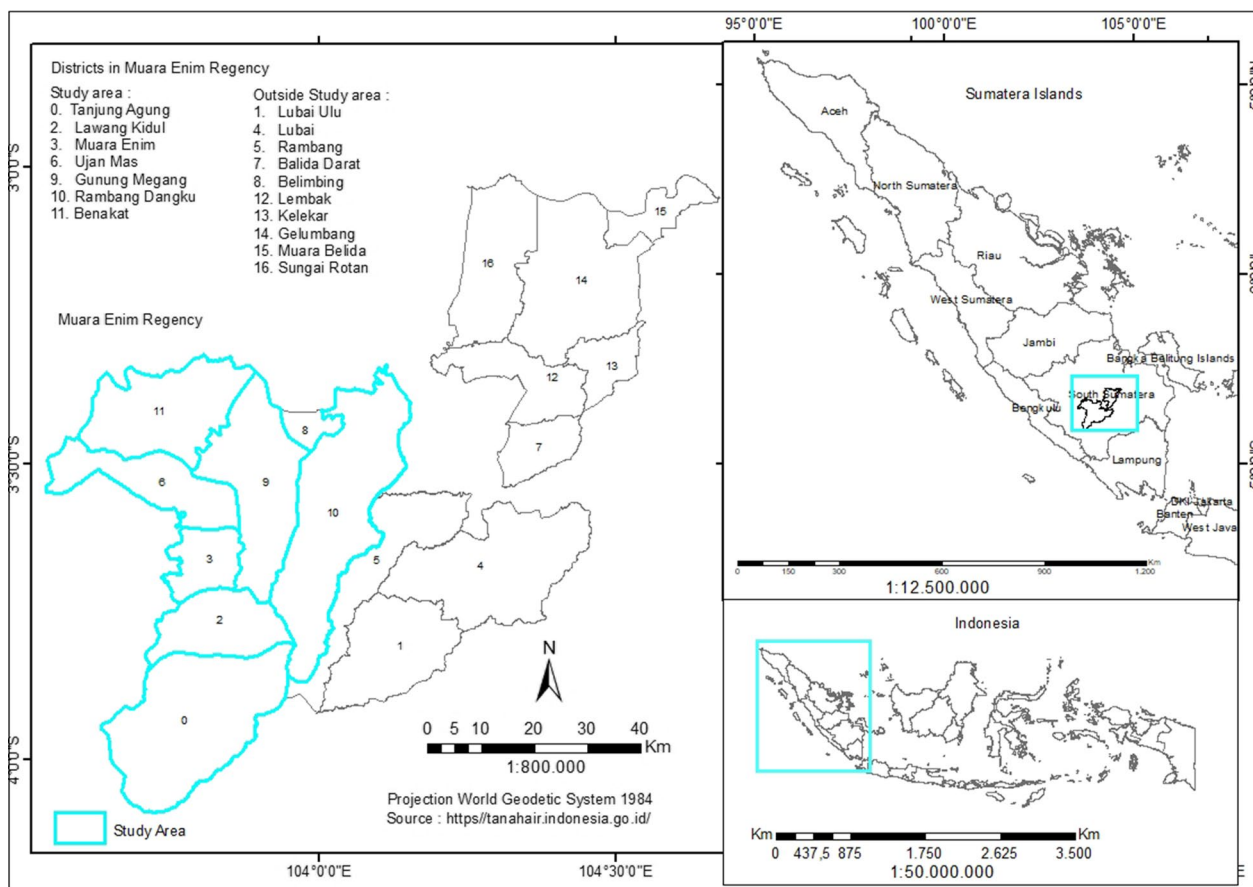 Districts in Muara Enim Regency
Study area :
0. Tanjung Agung
2. Lawang Kidul
3. Muara Enim
6. Ujan Mas
9. Gunung Megang
10. Rambang Dangku
11. Benakat
Outside Study area :
1. Lubai Ulu
4. Lubai
5. Rambang
7. Balida Darat
8. Belimbing
12. Lembak
13. Kelekar
14. Gelumbang
15. Muara Belida
16. Sungai Rotan
Muara Enim Regency
15
16
14
13
12
11
8
7
6
9
10
3
5
4
2
1
0
N
0 5 10 20 30 40
Km
1:800.000
Projection World Geodetic System 1984
Source : https//tanahair.indonesia.go.id/
Study Area
3°0'0"S
3°30'0"S
4°0'0"S
104°0'0"E
104°30'0"E
95°0'0"E
100°0'0"E
105°0'0"E
Sumatera Islands
Aceh
North Sumatera
Riau
West Sumatera
Jambi
Bangka Belitung Islands
South Sumatera
Bengkulu
Lampung
DKI Jakarta
Banten
West Java
0 150 300 600 900 1.200
Km
1:12.500.000
Indonesia
Km
0 437,5 875 1.750 2.625 3.500
1:50.000.000